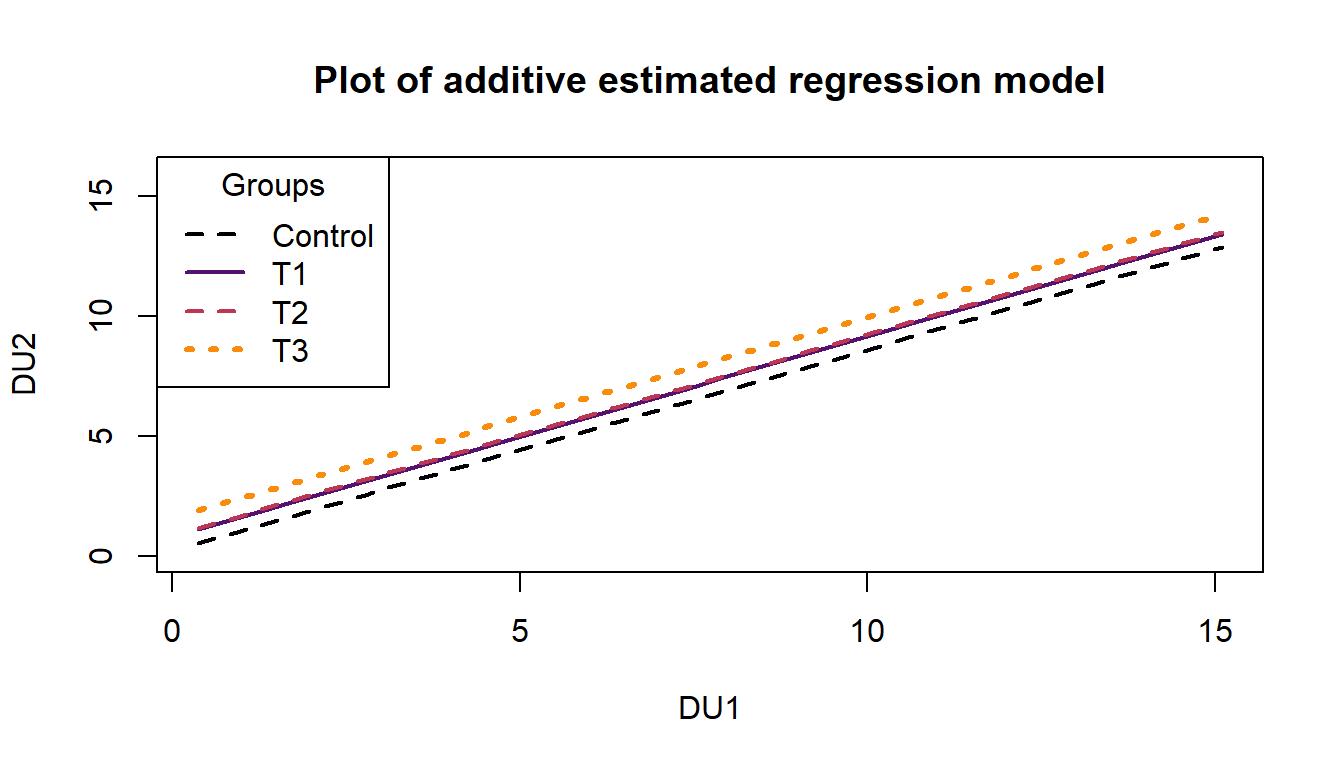 Plot of additive estimated regression model
Groups
Control
T1
T2
T3
15
10
5
0
DU2
0 5 10 15
DU1